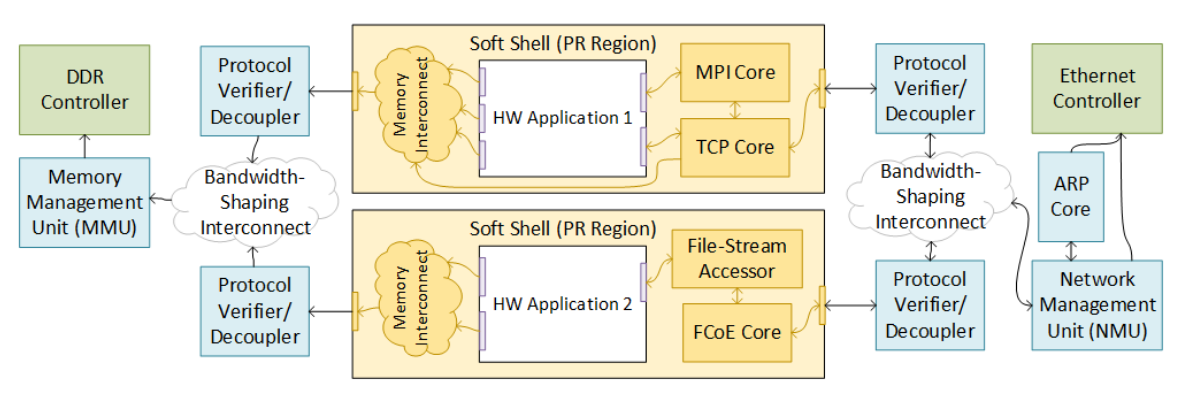 DDR
Controller
Memory
Management
Unit (MMU)
Protocol
Verifier/
Decoupler
Bandwidth-
Shaping
Interconnect
Protocol
Verifier/
Decoupler
Soft Shell (PR Region)
Memory
Interconnect
HW Application 1
MPI Core
TCP Core
Soft Shell (PR Region)
Memory
Interconnect
HW Application 2
File-Stream
Accessor
FCoE Core
Protocol
Verifier/
Decoupler
Bandwidth-
Shaping
Interconnect
Protocol
Verifier/
Decoupler
Ethernet
Controller
ARP
Core
Network
Management
Unit (NMU)